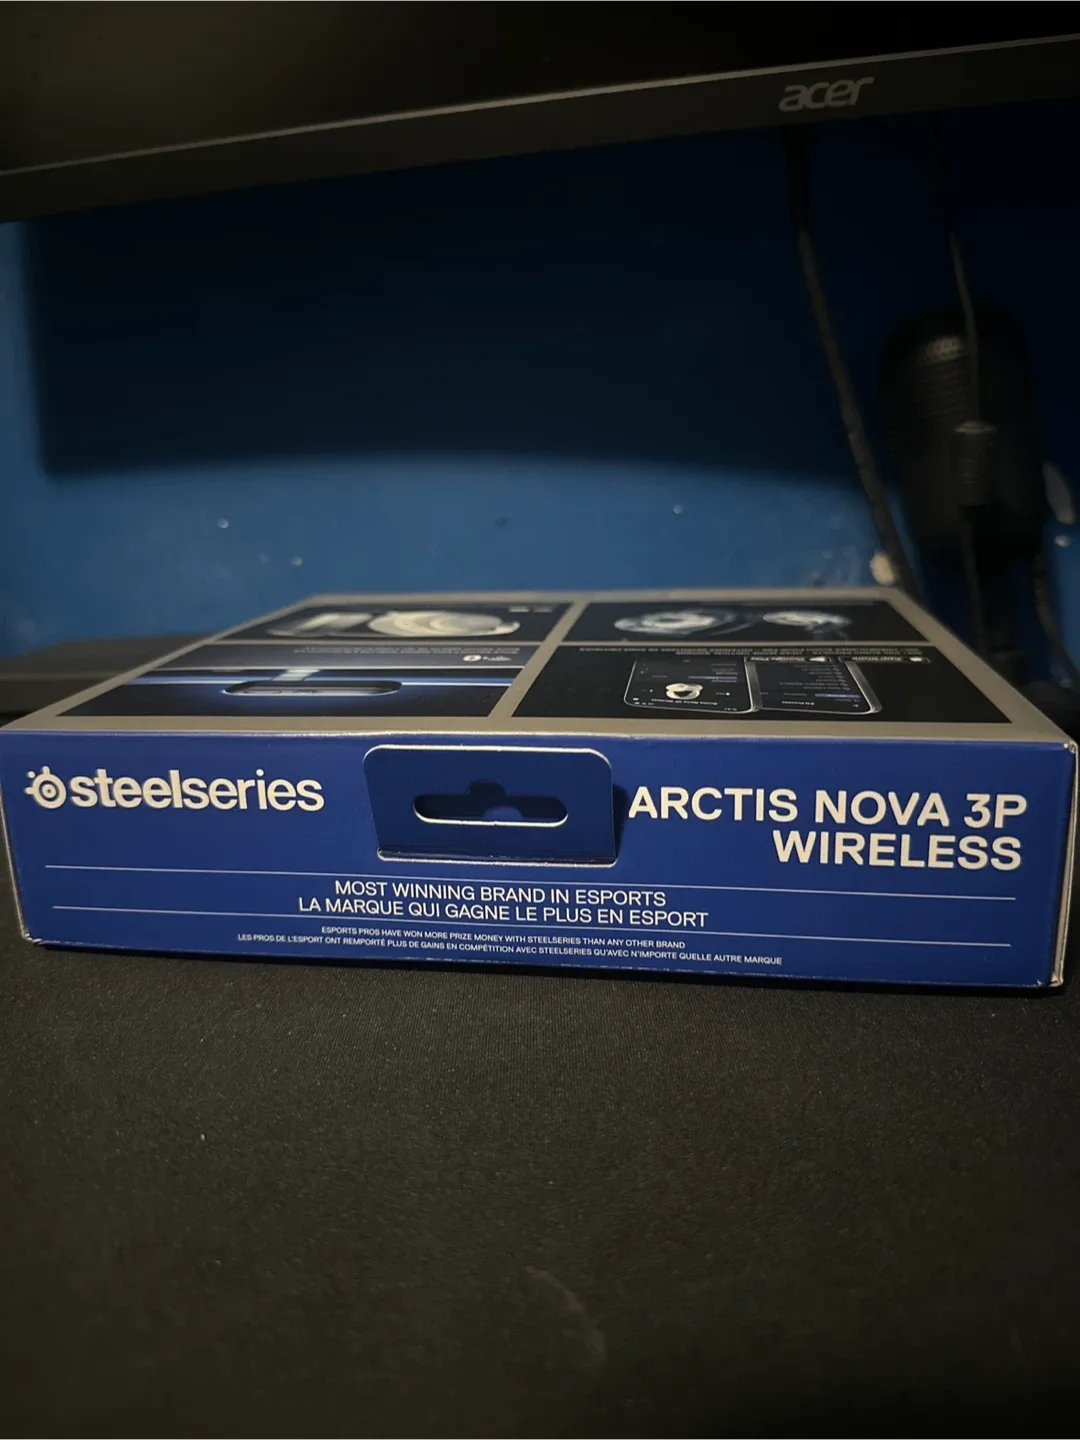 acer
steelseries
ARCTIS NOVA 3P
WIRELESS
MOST WINNING BRAND IN ESPORTS
LA MARQUE QUI GAGNE LE PLUS EN ESPORT
ESPORTS PROS HAVE WON MORE PRIZE MONEY WITH STEELSERIES THAN ANY OTHER BRAND
LES PROS DE L'ESPORT ONT REMPORTÉ PLUS DE GAINS EN COMPÉTITION AVEC STEELSERIES QU'AVEC N'IMPORTE QUELLE AUTRE MARQUE